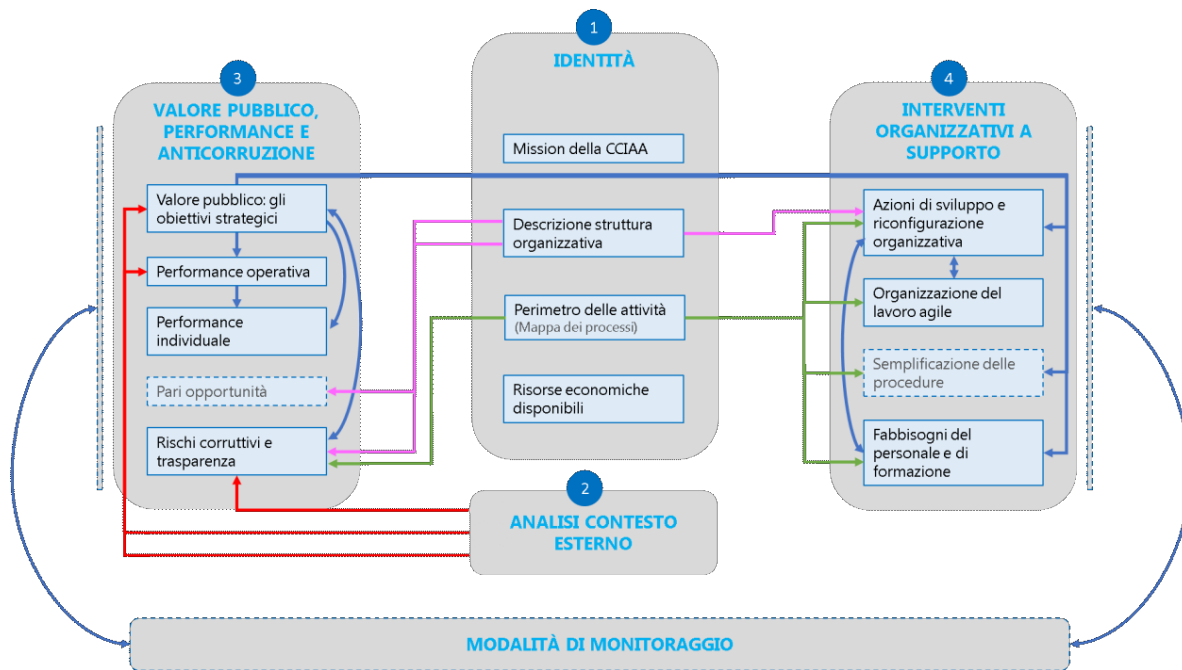 1
IDENTITÀ
Mission della CCIAA
Descrizione struttura
organizzativa
Perimetro delle attività
(Mappa dei processi)
Risorse economiche
disponibili
2
ANALISI CONTESTO
ESTERNO
3
VALORE PUBBLICO,
PERFORMANCE E
ANTICORRUZIONE
Valore pubblico: gli
obiettivi strategici
Performance operativa
Performance
individuale
Pari opportunità
Rischi corruttivi e
trasparenza
4
INTERVENTI
ORGANIZZATIVI A
SUPPORTO
Azioni di sviluppo e
riconfigurazione
organizzativa
Organizzazione del
lavoro agile
Semplificazione delle
procedure
Fabbisogni del
personale e di
formazione
MODALITÀ DI MONITORAGGIO